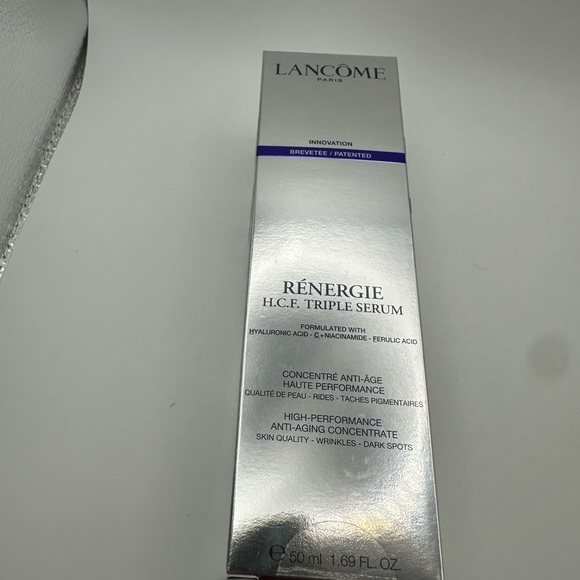 LANCÔME
PARIS
INNOVATION
BREVETEE / PATENTED
RÉNERGIE
H.C.F. TRIPLE SERUM
FORMULATED WITH
HYALURONIC ACID - C+NIACINAMIDE - FERULIC ACID
CONCENTRÉ ANTI-ÂGE
HAUTE PERFORMANCE
QUALITÉ DE PEAU - RIDES - TACHES PIGMENTAIRES
HIGH-PERFORMANCE
ANTI-AGING CONCENTRATE
SKIN QUALITY - WRINKLES - DARK SPOTS
℮ 50 ml 1.69 FL. OZ.